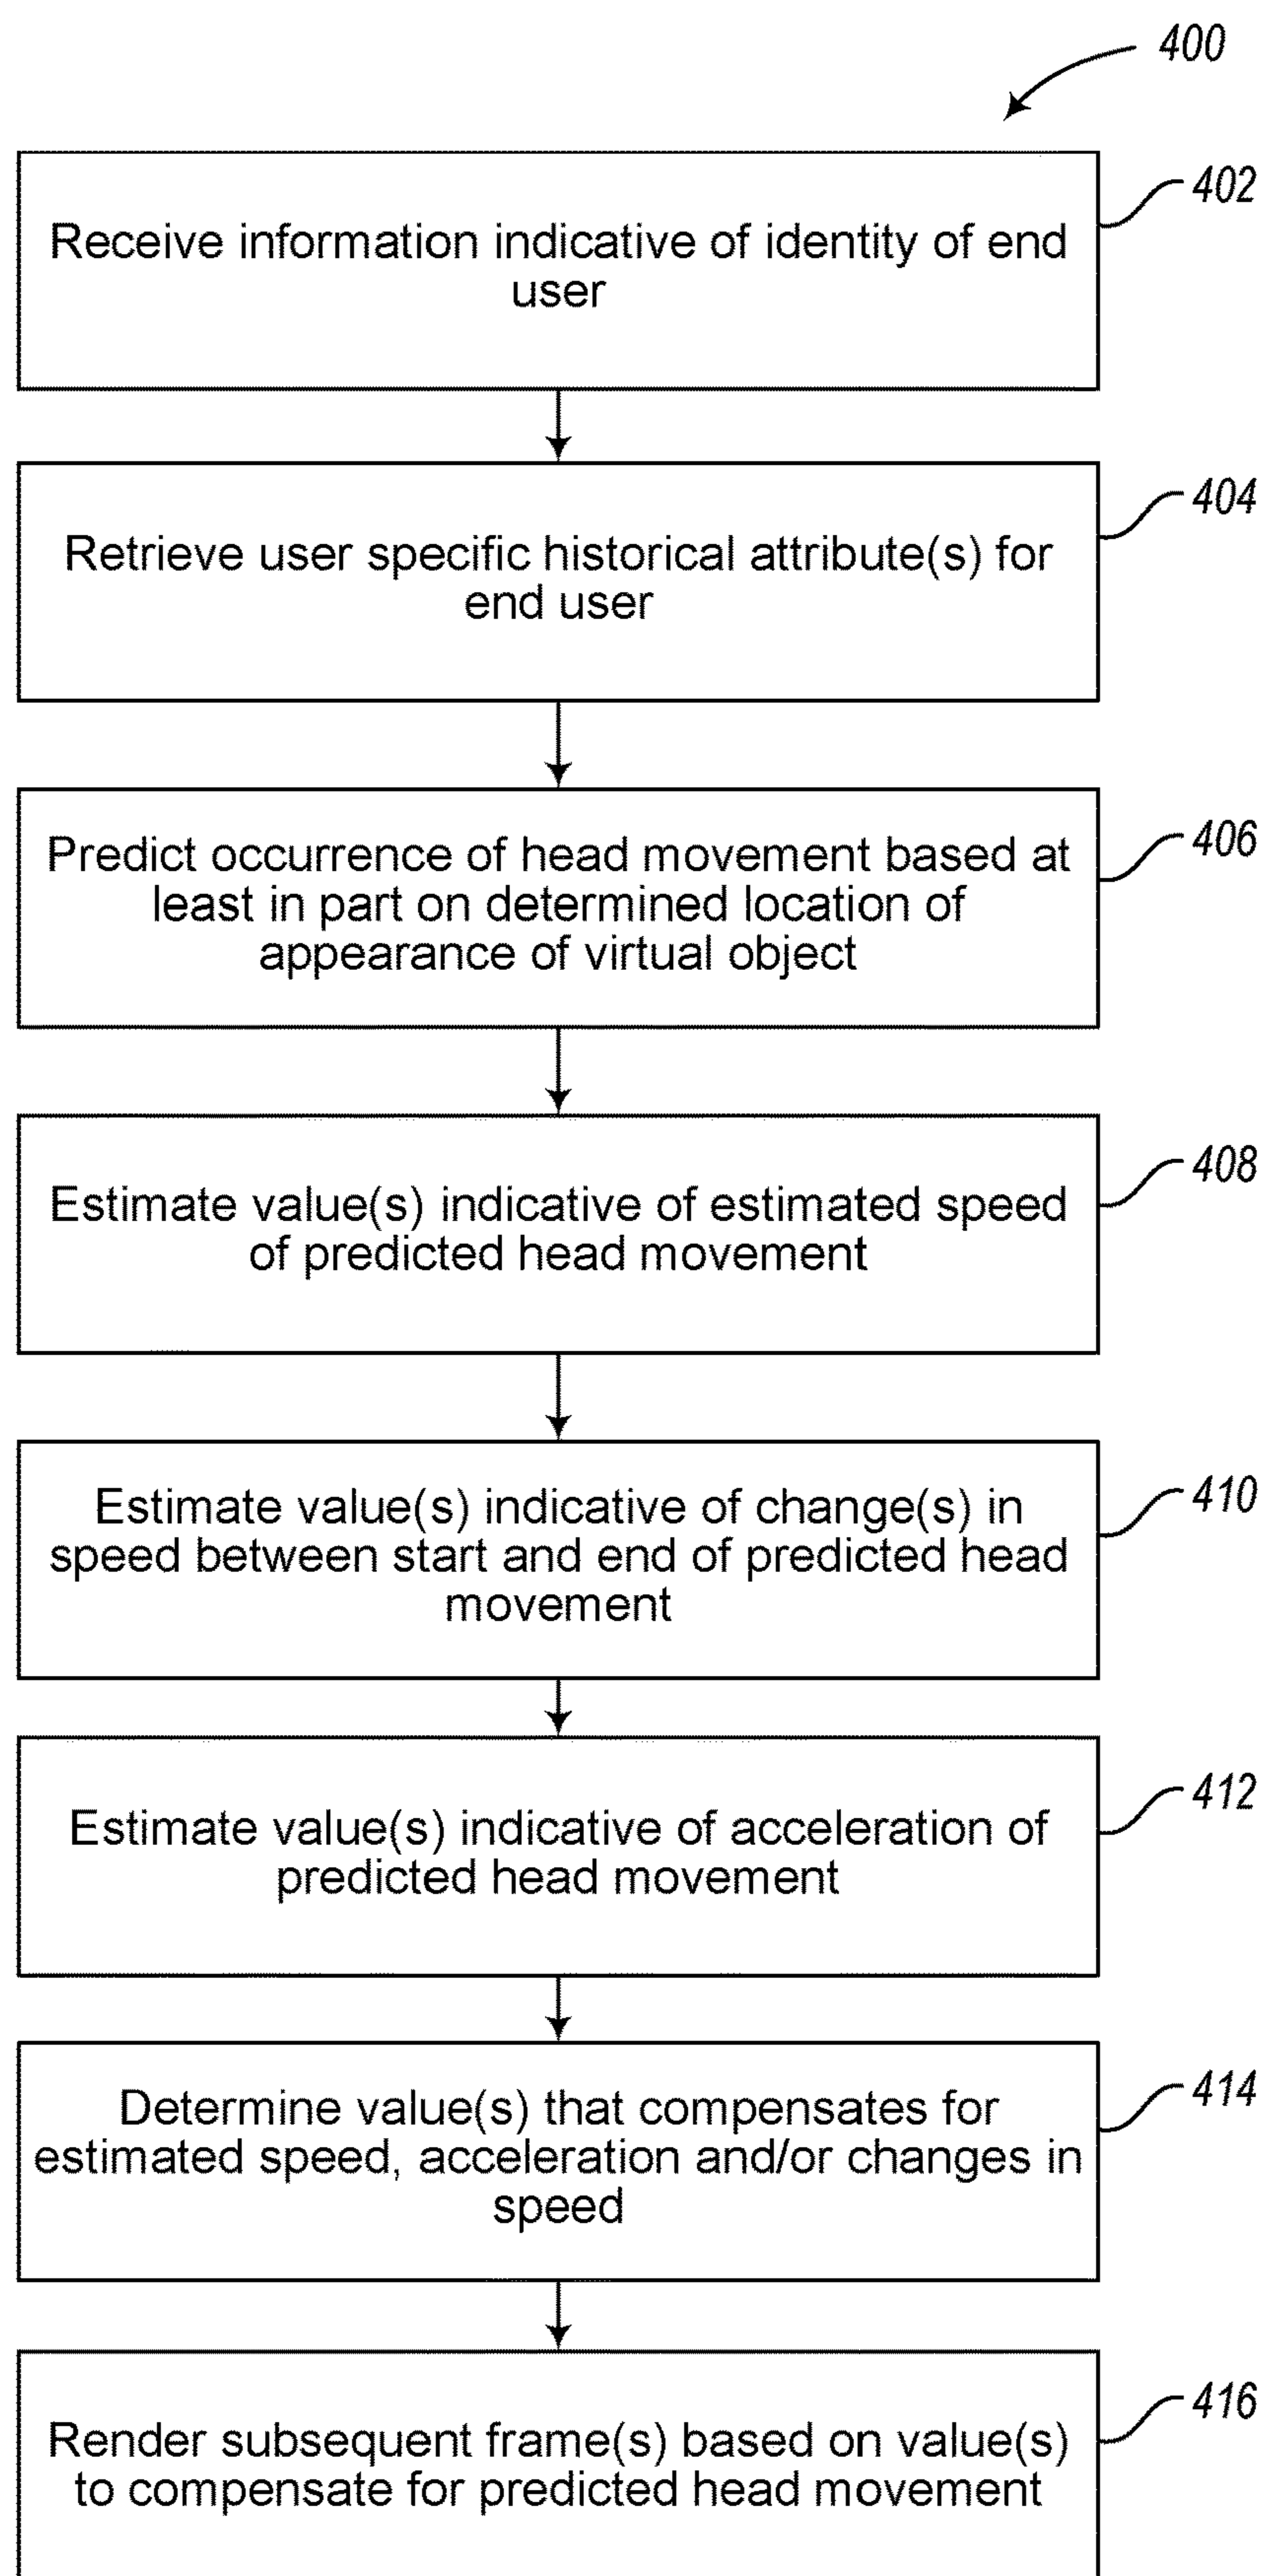 400
402
Receive information indicative of identity of end
user
404
Retrieve user specific historical attribute(s) for
end user
406
Predict occurrence of head movement based at
least in part on determined location of
appearance of virtual object
408
Estimate value(s) indicative of estimated speed
of predicted head movement
410
Estimate value(s) indicative of change(s) in
speed between start and end of predicted head
movement
412
Estimate value(s) indicative of acceleration of
predicted head movement
414
Determine value(s) that compensates for
estimated speed, acceleration and/or changes in
speed
416
Render subsequent frame(s) based on value(s)
to compensate for predicted head movement